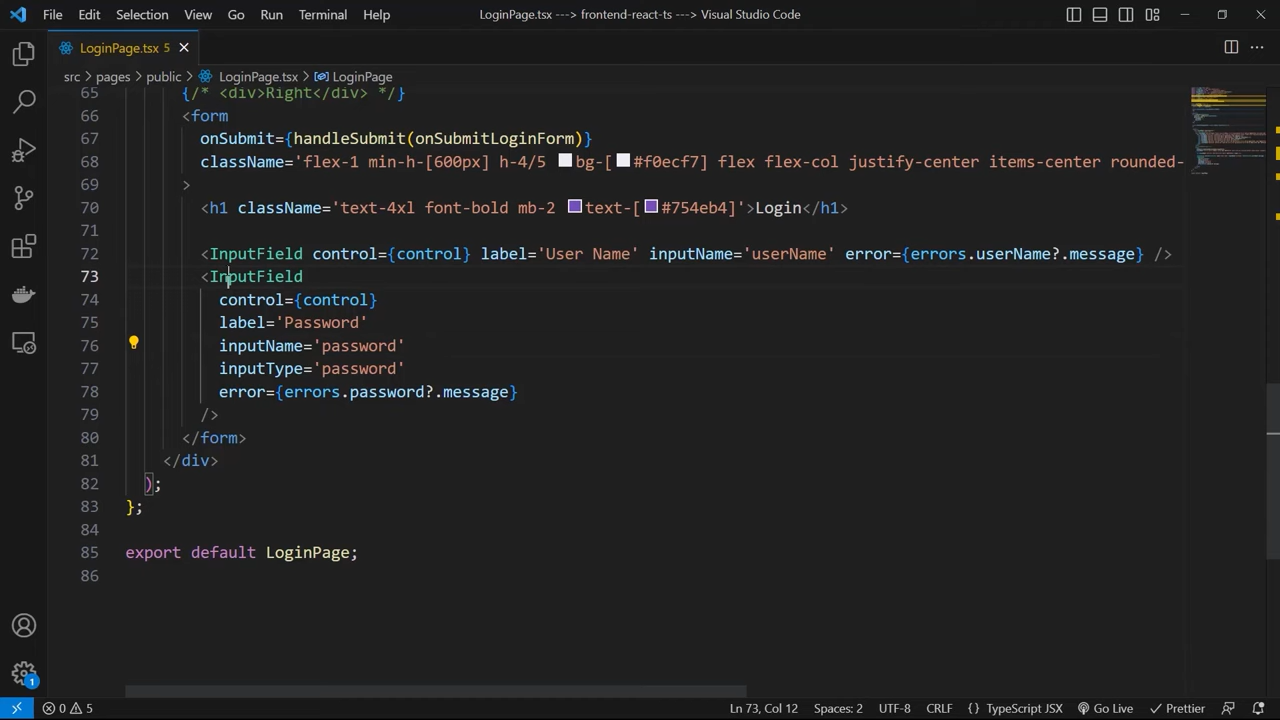 File Edit Selection View Go Run Terminal Help LoginPage.tsx ---> frontend-react-ts ---> Visual Studio Code
LoginPage.tsx 5
src > pages > public > LoginPage.tsx > LoginPage
65 {/* <div>Right</div> */}
66 <form
67 onSubmit={handleSubmit(onSubmitLoginForm)}
68 className='flex-1 min-h-[600px] h-4/5 bg-[#f0ecf7] flex flex-col justify-center items-center rounded-
69 >
70 <h1 className='text-4xl font-bold mb-2 text-[#754eb4]'>Login</h1>
71
72 <InputField control={control} label='User Name' inputName='userName' error={errors.userName?.message} />
73 <InputField
74 control={control}
75 label='Password'
76 inputName='password'
77 inputType='password'
78 error={errors.password?.message}
79 />
80 </form>
81 </div>
82 );
83 };
84
85 export default LoginPage;
86
1
0 5 Ln 73, Col 12 Spaces: 2 UTF-8 CRLF {} TypeScript JSX Go Live Prettier